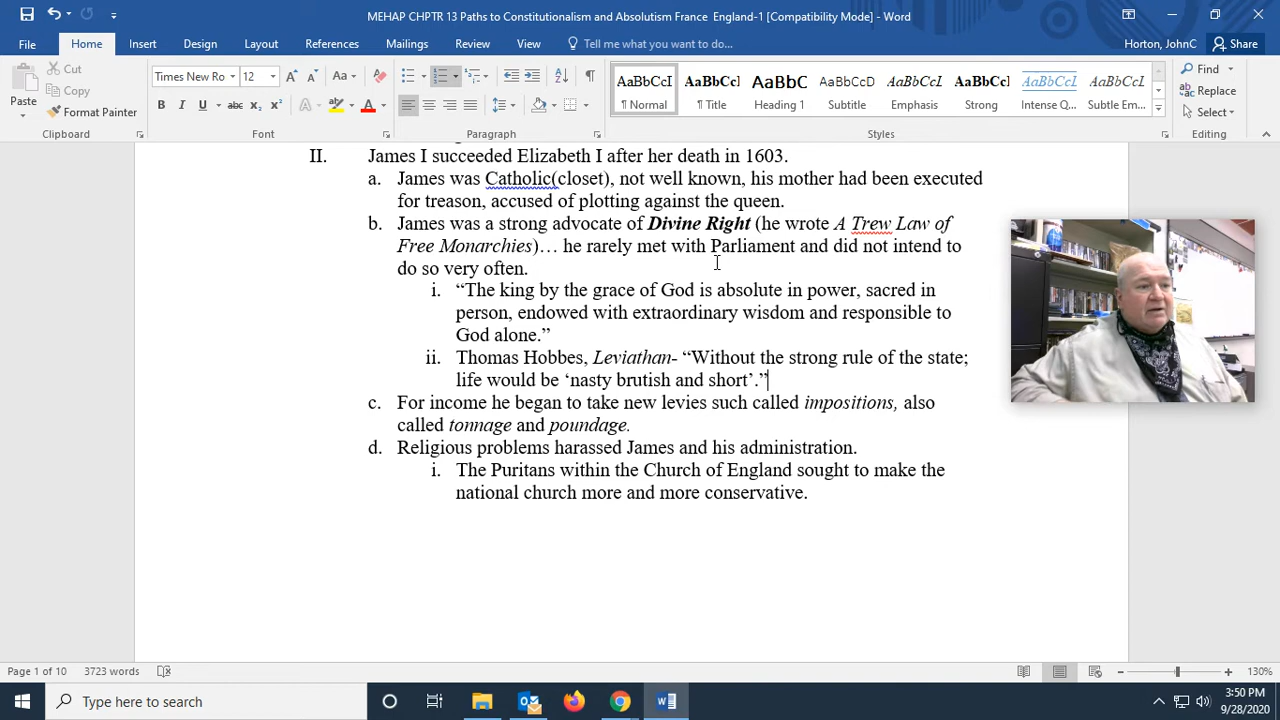 MEHAP CHPTR 13 Paths to Constitutionalism and Absolutism France England-1 [Compatibility Mode] - Word
File Home Insert Design Layout References Mailings Review View Tell me what you want to do... Horton, JohnC Share
Paste Cut Copy Format Painter
Times New Ro 12 Aa
B I U abc x₂ x² A ab A
AaBbCcI AaBbCcl AaBbC AaBbCcD AaBbCcL AaBbCcI AaBbCcL AaBbCcL
¶ Normal ¶ Title Heading 1 Subtitle Emphasis Strong Intense Q... Subtle Em...
Find Replace Select
Clipboard Font Paragraph Styles Editing
II. James I succeeded Elizabeth I after her death in 1603.
a. James was Catholic(closet), not well known, his mother had been executed
for treason, accused of plotting against the queen.
b. James was a strong advocate of Divine Right (he wrote A Trew Law of
Free Monarchies)… he rarely met with Parliament and did not intend to
do so very often.
i. “The king by the grace of God is absolute in power, sacred in
person, endowed with extraordinary wisdom and responsible to
God alone.”
ii. Thomas Hobbes, Leviathan- “Without the strong rule of the state;
life would be ‘nasty brutish and short’.”
c. For income he began to take new levies such called impositions, also
called tonnage and poundage.
d. Religious problems harassed James and his administration.
i. The Puritans within the Church of England sought to make the
national church more and more conservative.
Page 1 of 10 3723 words 130%
Type here to search 3:50 PM
9/28/2020